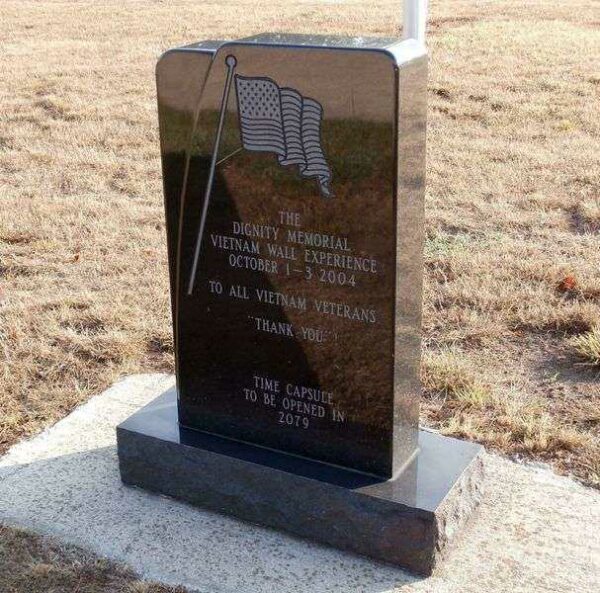 THE
DIGNITY MEMORIAL
VIETNAM WALL EXPERIENCE
OCTOBER 1-3 2004
TO ALL VIETNAM VETERANS
"THANK YOU"!
TIME CAPSULE
TO BE OPENED IN
2079